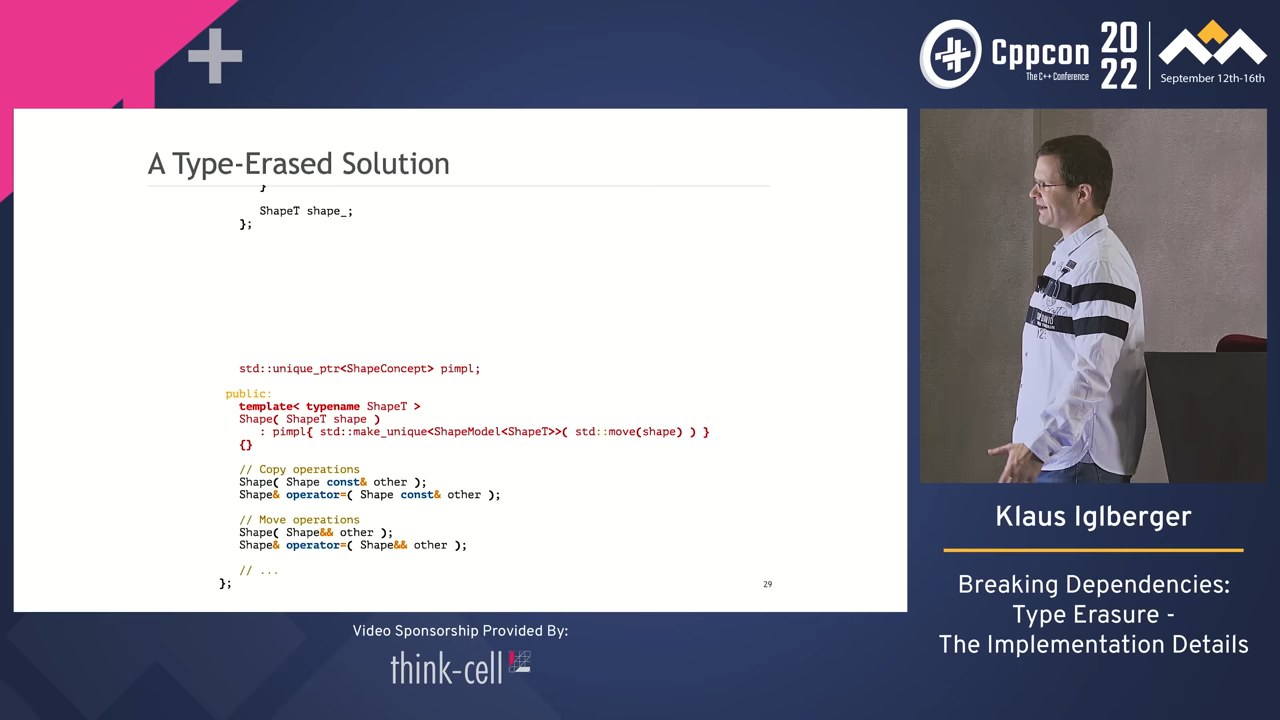 Cppcon
The C++ Conference
20
22
September 12th-16th
A Type-Erased Solution
}
ShapeT shape_;
};
std::unique_ptr<ShapeConcept> pimpl;
public:
template< typename ShapeT >
Shape( ShapeT shape )
: pimpl{ std::make_unique<ShapeModel<ShapeT>>( std::move(shape) ) }
{}
// Copy operations
Shape( Shape const& other );
Shape& operator=( Shape const& other );
// Move operations
Shape( Shape&& other );
Shape& operator=( Shape&& other );
// ...
};
29
Klaus Iglberger
Breaking Dependencies:
Type Erasure -
The Implementation Details
Video Sponsorship Provided By:
think-cell